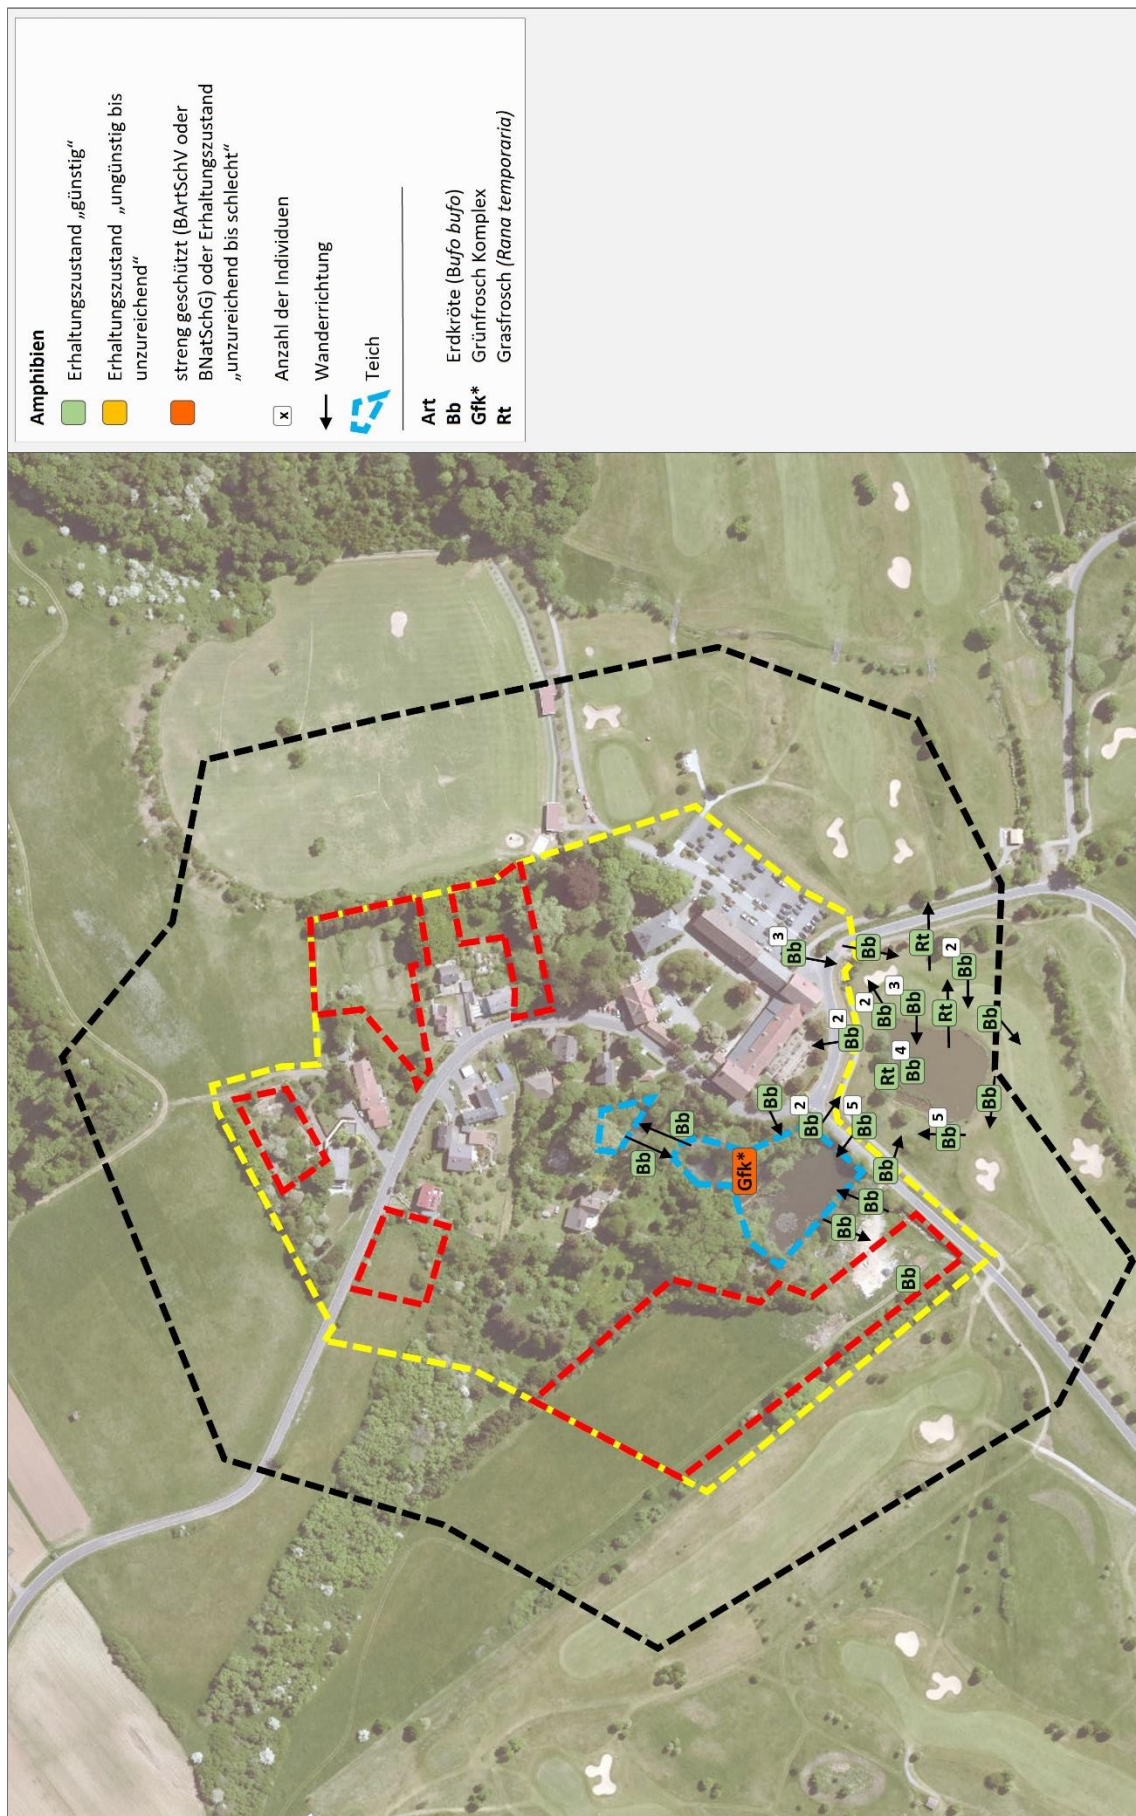 Amphibien
Erhaltungszustand „günstig“
Erhaltungszustand „ungünstig bis
unzureichend“
streng geschützt (BArtSchV oder
BNatSchG) oder Erhaltungszustand
„unzureichend bis schlecht“
x Anzahl der Individuen
Wanderrichtung
Teich
Art
Bb Erdkröte (Bufo bufo)
Gfk* Grünfrosch Komplex
Rt Grasfrosch (Rana temporaria)
Bb
Bb
Gfk*
Bb
3
Bb
2
Bb
2
Bb
Bb
5
Bb
2
Bb
Bb
Bb
Rt
Bb
3
4
Bb
Bb
Bb
Rt
5
Rt
Bb
2
Bb
Bb
Bb